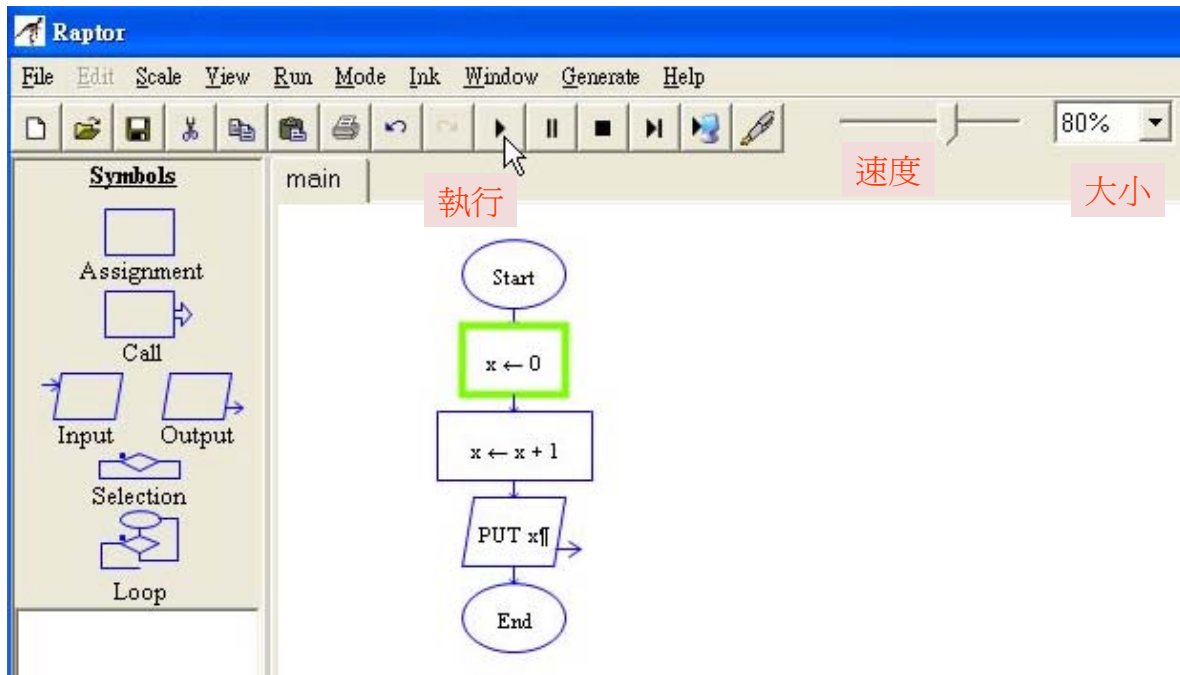 Raptor
File Edit Scale View Run Mode Ink Window Generate Help
80%
Symbols
main
執行
速度
大小
Assignment
Call
Input Output
Selection
Loop
Start
x ← 0
x ← x + 1
PUT x¶
End